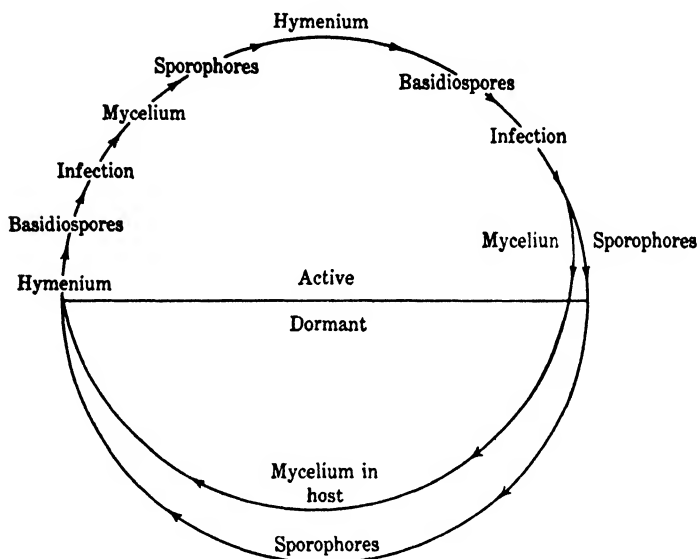 Hymenium
Sporophores
Basidiospores
Mycelium
Infection
Infection
Basidiospores
Myceliun
Sporophores
Hymenium
Active
Dormant
Mycelium in
host
Sporophores